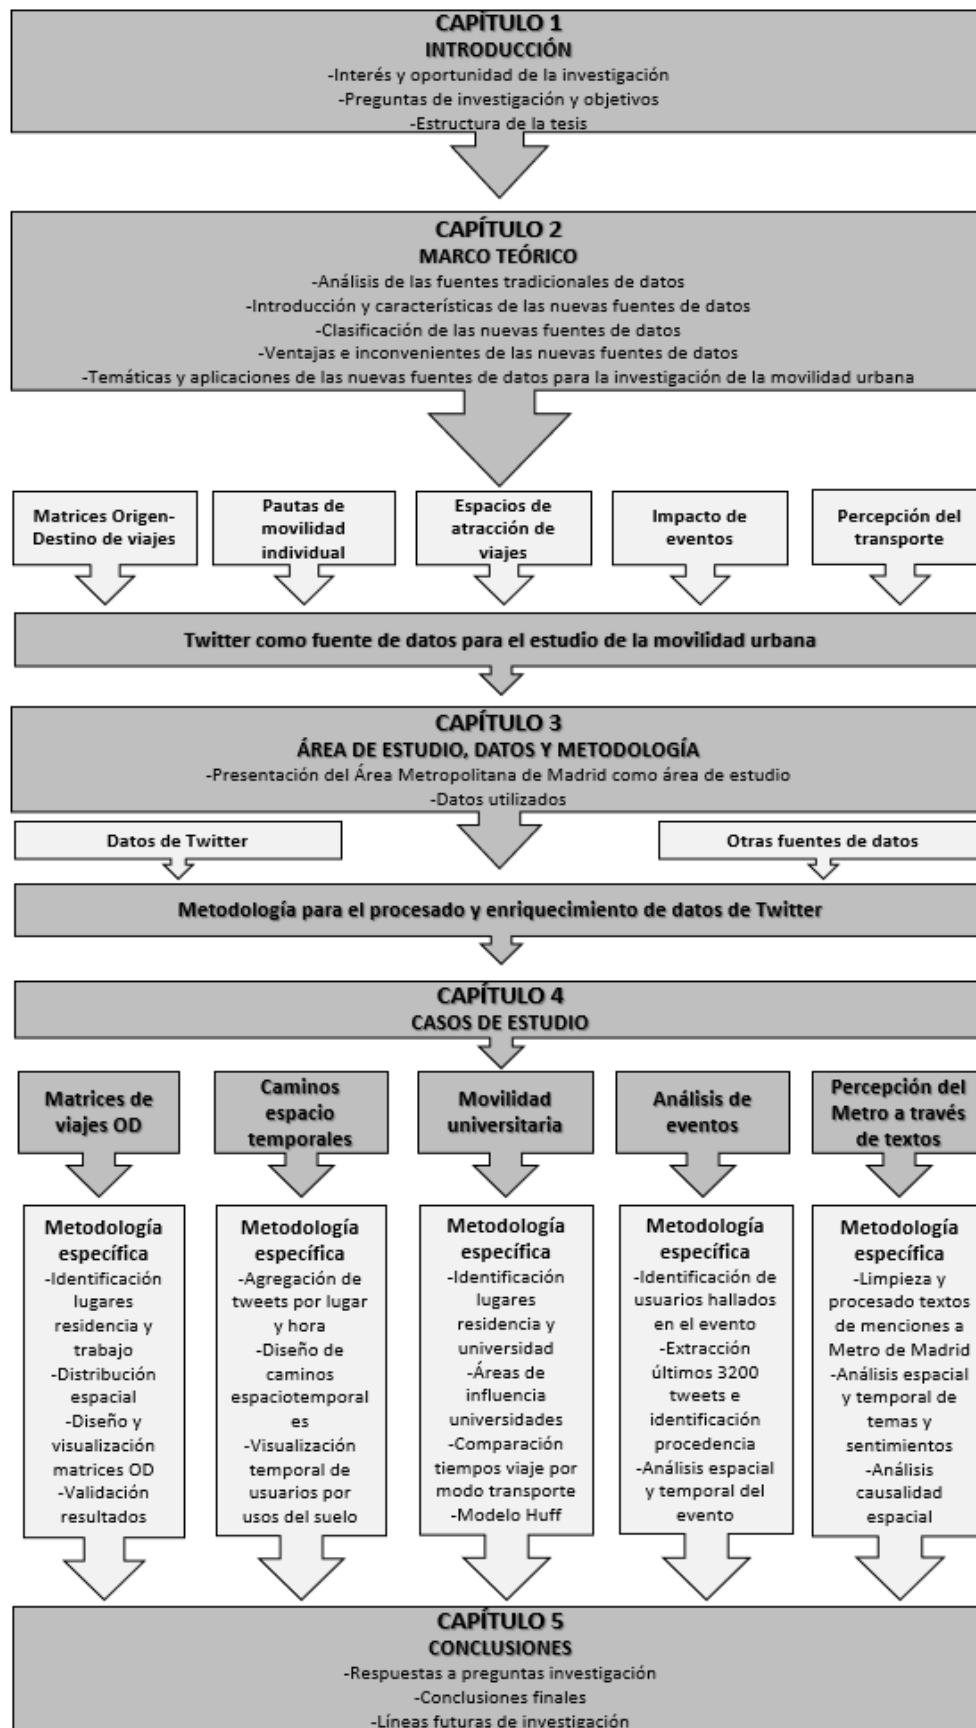 CAPÍTULO 1
INTRODUCCIÓN
-Interés y oportunidad de la investigación
-Preguntas de investigación y objetivos
-Estructura de la tesis
CAPÍTULO 2
MARCO TEÓRICO
-Análisis de las fuentes tradicionales de datos
-Introducción y características de las nuevas fuentes de datos
-Clasificación de las nuevas fuentes de datos
-Ventajas e inconvenientes de las nuevas fuentes de datos
-Temáticas y aplicaciones de las nuevas fuentes de datos para la investigación de la movilidad urbana
Matrices Origen-
Destino de viajes
Pautas de
movilidad
individual
Espacios de
atracción de
viajes
Impacto de
eventos
Percepción del
transporte
Twitter como fuente de datos para el estudio de la movilidad urbana
CAPÍTULO 3
ÁREA DE ESTUDIO, DATOS Y METODOLOGÍA
-Presentación del Área Metropolitana de Madrid como área de estudio
-Datos utilizados
Datos de Twitter
Otras fuentes de datos
Metodología para el procesado y enriquecimiento de datos de Twitter
CAPÍTULO 4
CASOS DE ESTUDIO
Matrices de
viajes OD
Caminos
espacio
temporales
Movilidad
universitaria
Análisis de
eventos
Percepción del
Metro a través
de textos
Metodología
específica
-Identificación
lugares
residencia y
trabajo
-Distribución
espacial
-Diseño y
visualización
matrices OD
-Validación
resultados
Metodología
específica
-Agregación de
tweets por lugar
y hora
-Diseño de
caminos
espaciotemporal
es
-Visualización
temporal de
usuarios por
usos del suelo
Metodología
específica
-Identificación
lugares
residencia y
universidad
-Áreas de
influencia
universidades
-Comparación
tiempos viaje por
modo transporte
-Modelo Huff
Metodología
específica
-Identificación de
usuarios hallados
en el evento
-Extracción
últimos 3200
tweets e
identificación
procedencia
-Análisis espacial
y temporal del
evento
Metodología
específica
-Limpieza y
procesado textos
de menciones a
Metro de Madrid
-Análisis espacial
y temporal de
temas y
sentimientos
-Análisis
causalidad
espacial
CAPÍTULO 5
CONCLUSIONES
-Respuestas a preguntas investigación
-Conclusiones finales
-Líneas futuras de investigación